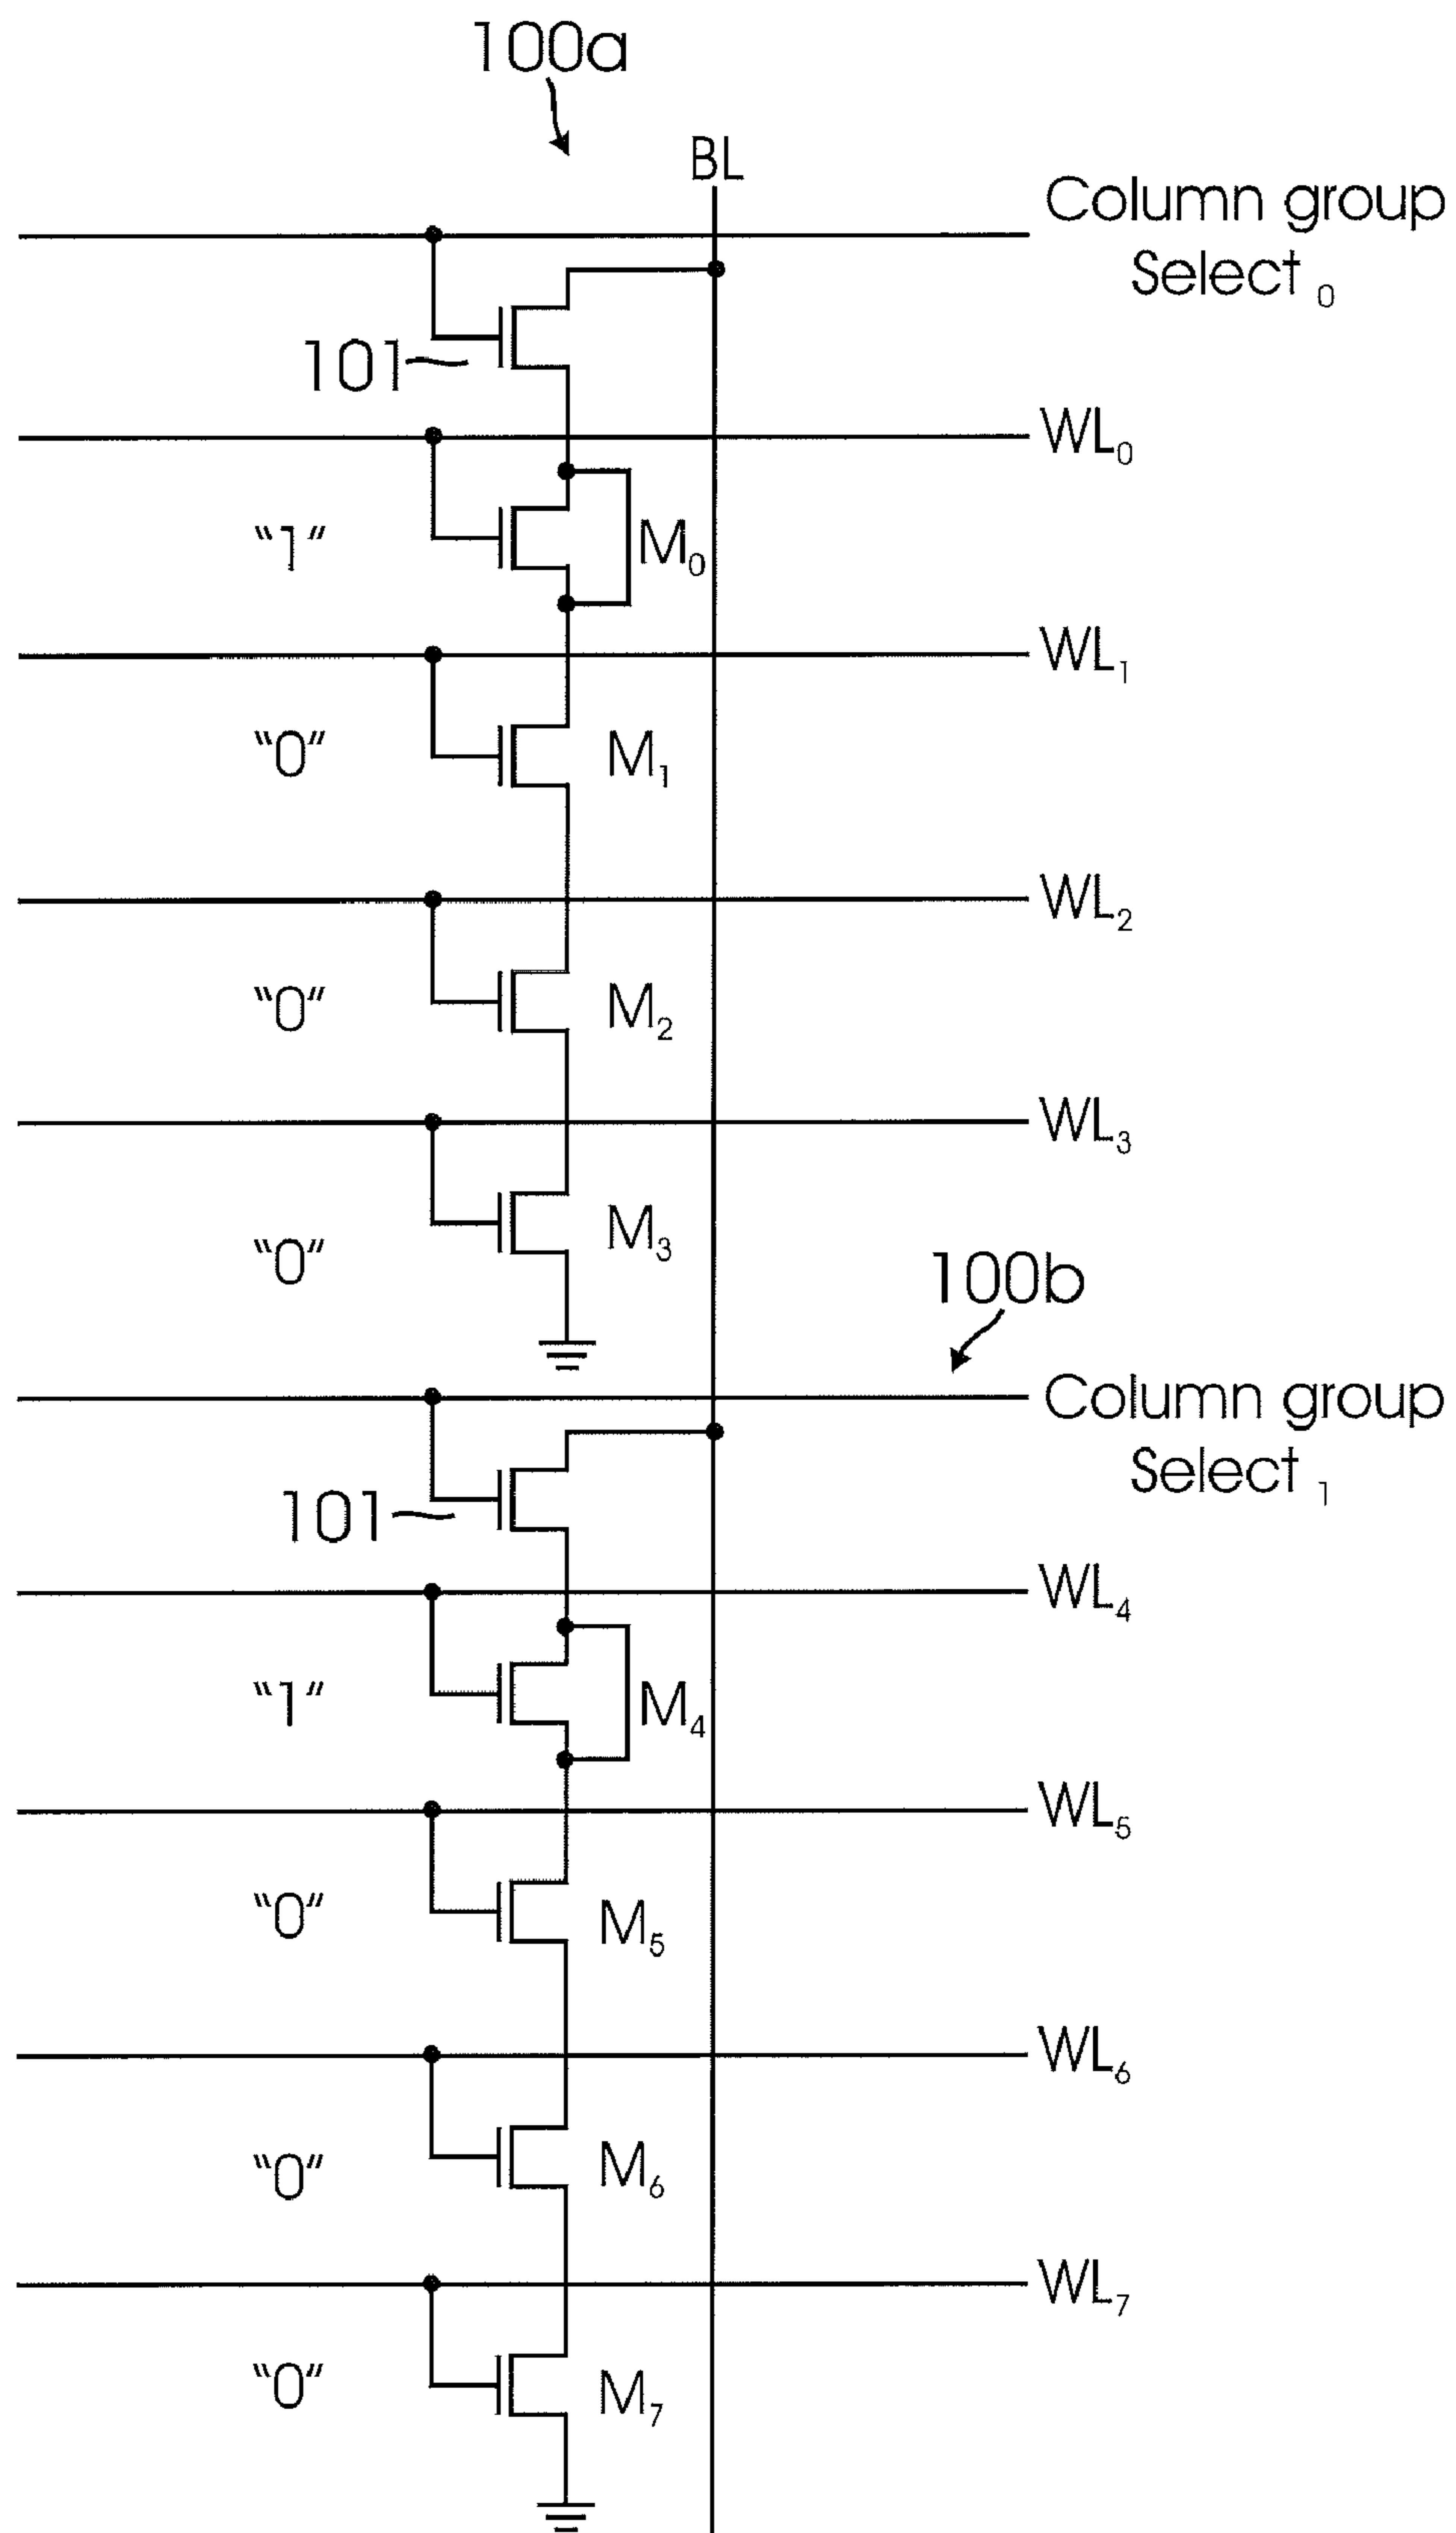 100a
BL
Column group
Select 0
101
WL0
"1" M0
WL1
"0" M1
WL2
"0" M2
WL3
"0" M3
100b
Column group
Select 1
101
WL4
"1" M4
WL5
"0" M5
WL6
"0" M6
WL7
"0" M7